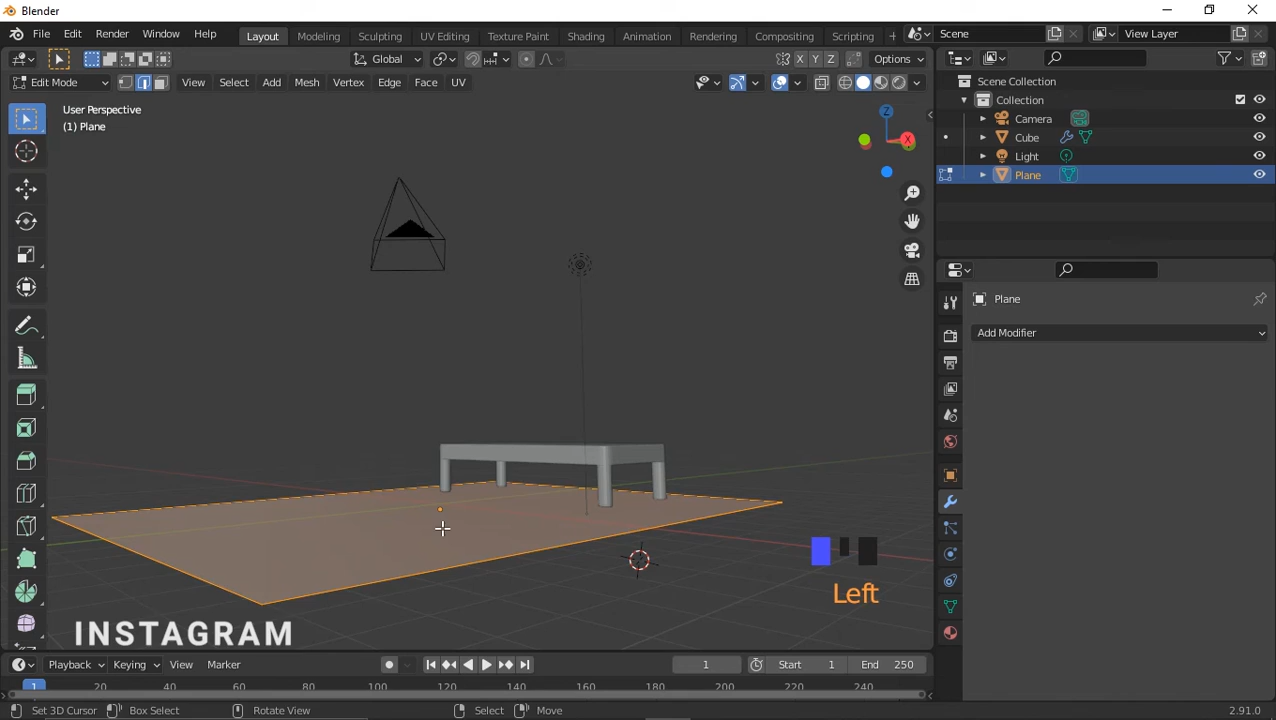 Blender
File Edit Render Window Help
Layout Modeling Sculpting UV Editing Texture Paint Shading Animation Rendering Compositing Scripting
Scene View Layer
Global X Y Z Options
Edit Mode View Select Add Mesh Vertex Edge Face UV
User Perspective
(1) Plane
Z
X
Scene Collection
Collection
Camera
Cube
Light
Plane
Plane
Add Modifier
Left
INSTAGRAM
Playback Keying View Marker 1 Start 1 End 250
1 20 40 60 80 100 120 140 160 180 200 220 240
Set 3D Cursor Box Select Rotate View Select Move 2.91.0